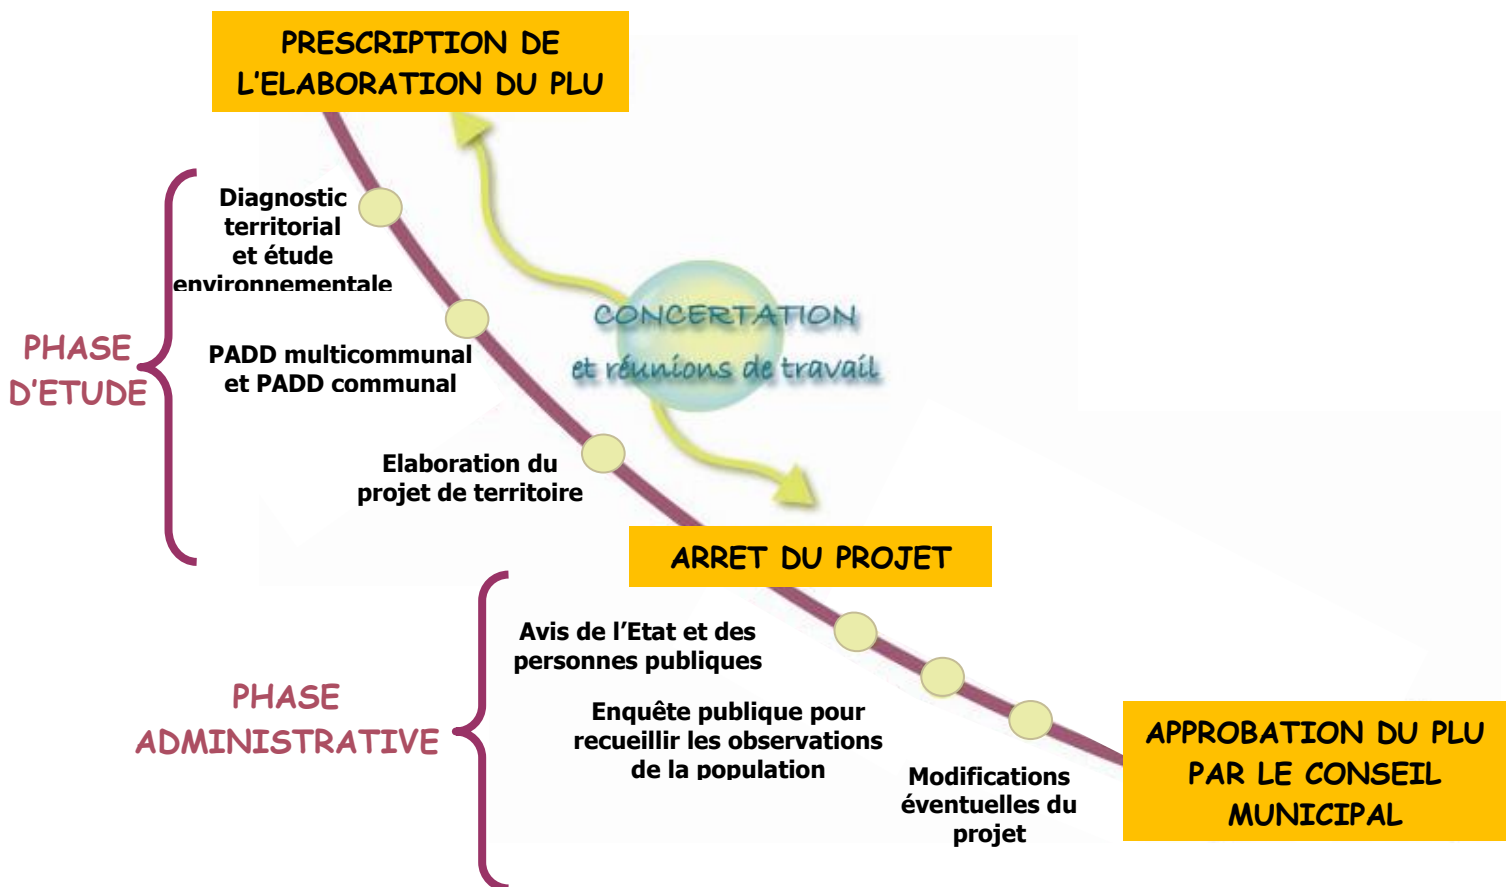 PRESCRIPTION DE
L'ELABORATION DU PLU
Diagnostic
territorial
et étude
environnementale
CONCERTATION
et réunions de travail
PHASE
D'ETUDE
PADD multicommunal
et PADD communal
Elaboration du
projet de territoire
ARRET DU PROJET
Avis de l'Etat et des
personnes publiques
PHASE
ADMINISTRATIVE
Enquête publique pour
recueillir les observations
de la population
Modifications
éventuelles du
projet
APPROBATION DU PLU
PAR LE CONSEIL
MUNICIPAL